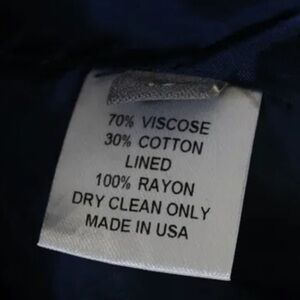 70% VISCOSE
30% COTTON
LINED
100% RAYON
DRY CLEAN ONLY
MADE IN USA